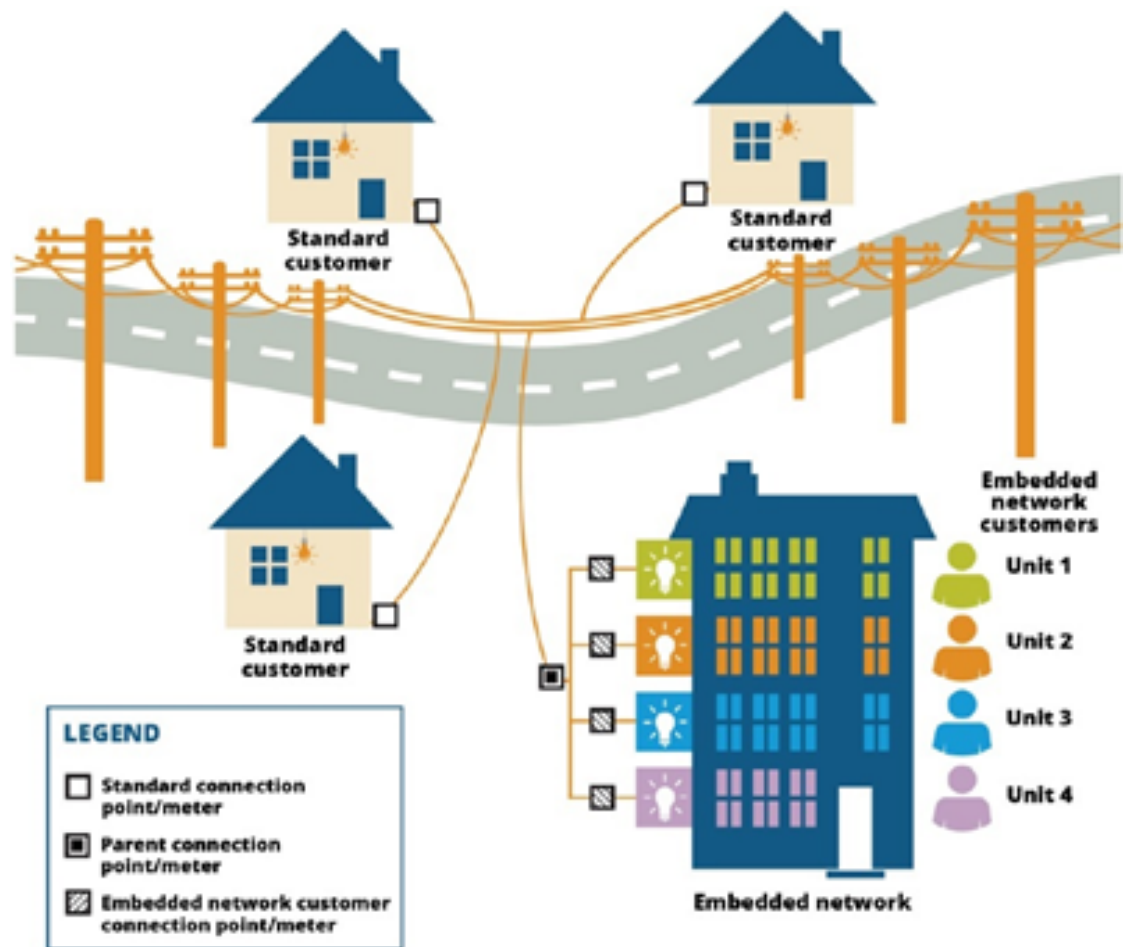 Standard
customer
Standard
customer
Standard
customer
Embedded
network
customers
Unit 1
Unit 2
Unit 3
Unit 4
Embedded network
LEGEND
Standard connection
point/meter
Parent connection
point/meter
Embedded network customer
connection point/meter